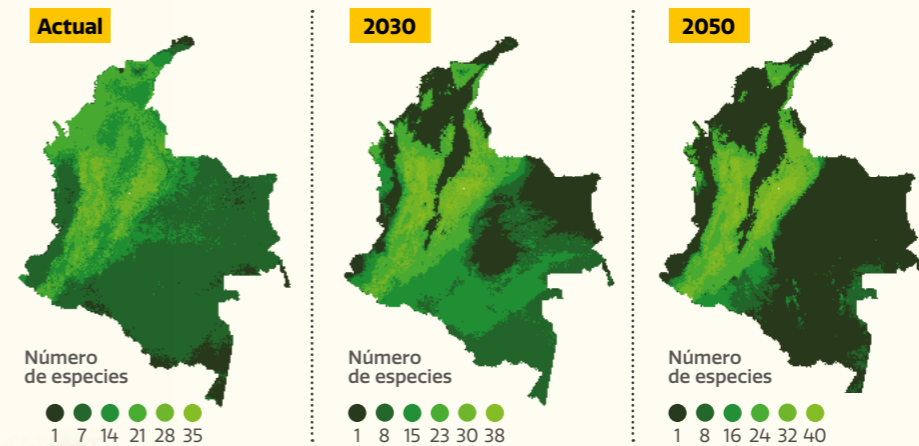 Actual
Número
de especies
1 7 14 21 28 35
2030
Número
de especies
1 8 15 23 30 38
2050
Número
de especies
1 8 16 24 32 40